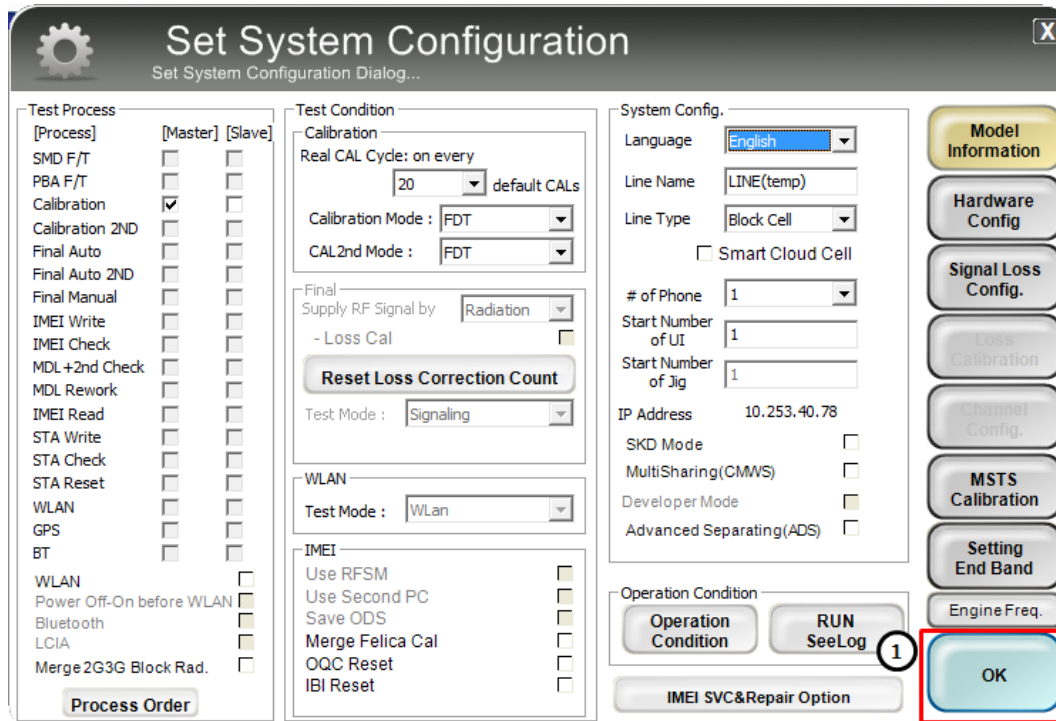 Set System Configuration
Set System Configuration Dialog...
X
Test Process
[Process] [Master] [Slave]
SMD F/T
PBA F/T
Calibration
Calibration 2ND
Final Auto
Final Auto 2ND
Final Manual
IMEI Write
IMEI Check
MDL+2nd Check
MDL Rework
IMEI Read
STA Write
STA Check
STA Reset
WLAN
GPS
BT
WLAN
Power Off-On before WLAN
Bluetooth
LCIA
Merge 2G3G Block Rad.
Process Order
Test Condition
Calibration
Real CAL Cycle: on every
20 default CALs
Calibration Mode : FDT
CAL2nd Mode : FDT
Final
Supply RF Signal by Radiation
- Loss Cal
Reset Loss Correction Count
Test Mode : Signaling
WLAN
Test Mode : WLan
IMEI
Use RFSM
Use Second PC
Save ODS
Merge Felica Cal
OQC Reset
IBI Reset
System Config.
Language English
Line Name LINE(temp)
Line Type Block Cell
Smart Cloud Cell
# of Phone 1
Start Number
of UI 1
Start Number
of Jig 1
IP Address 10.253.40.78
SKD Mode
MultiSharing(CMWS)
Developer Mode
Advanced Separating(ADS)
Operation Condition
Operation
Condition
RUN
SeeLog
1
IMEI SVC&Repair Option
Model
Information
Hardware
Config
Signal Loss
Config.
Loss
Calibration
Channel
Config.
MSTS
Calibration
Setting
End Band
Engine Freq.
OK